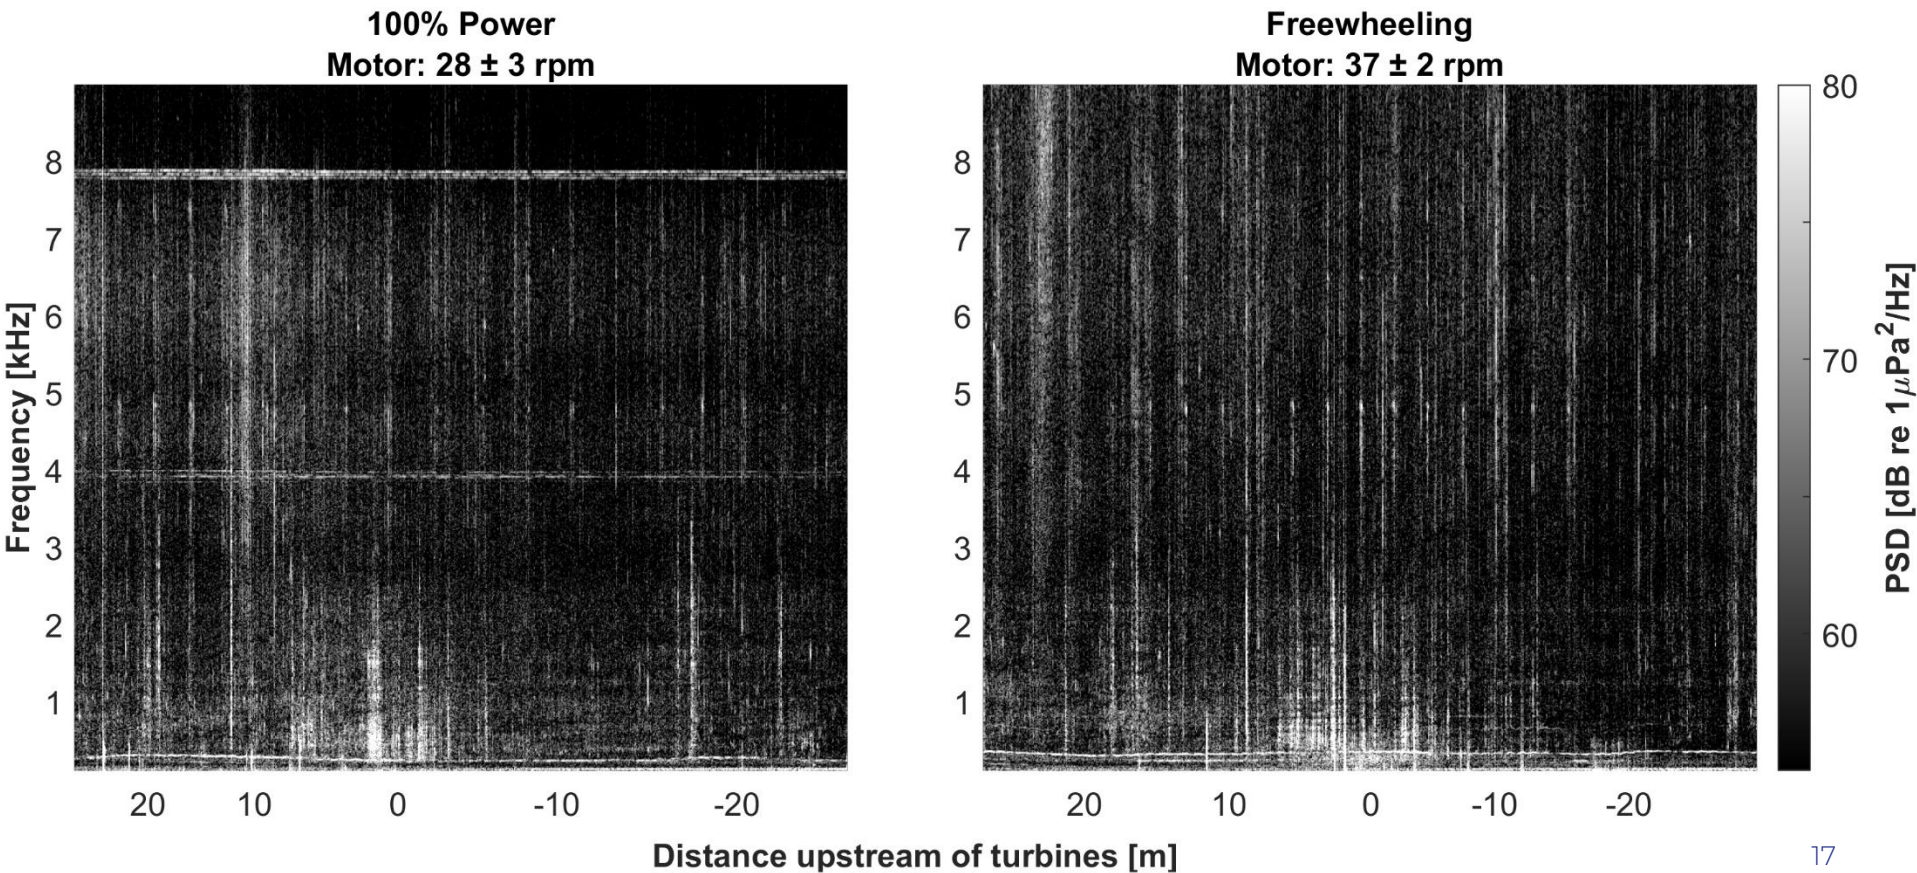 100% Power
Motor: 28 ± 3 rpm
Freewheeling
Motor: 37 ± 2 rpm
Frequency [kHz]
8
7
6
5
4
3
2
1
20 10 0 -10 -20
8
7
6
5
4
3
2
1
20 10 0 -10 -20
80
70
60
PSD [dB re 1μPa²/Hz]
Distance upstream of turbines [m]
17